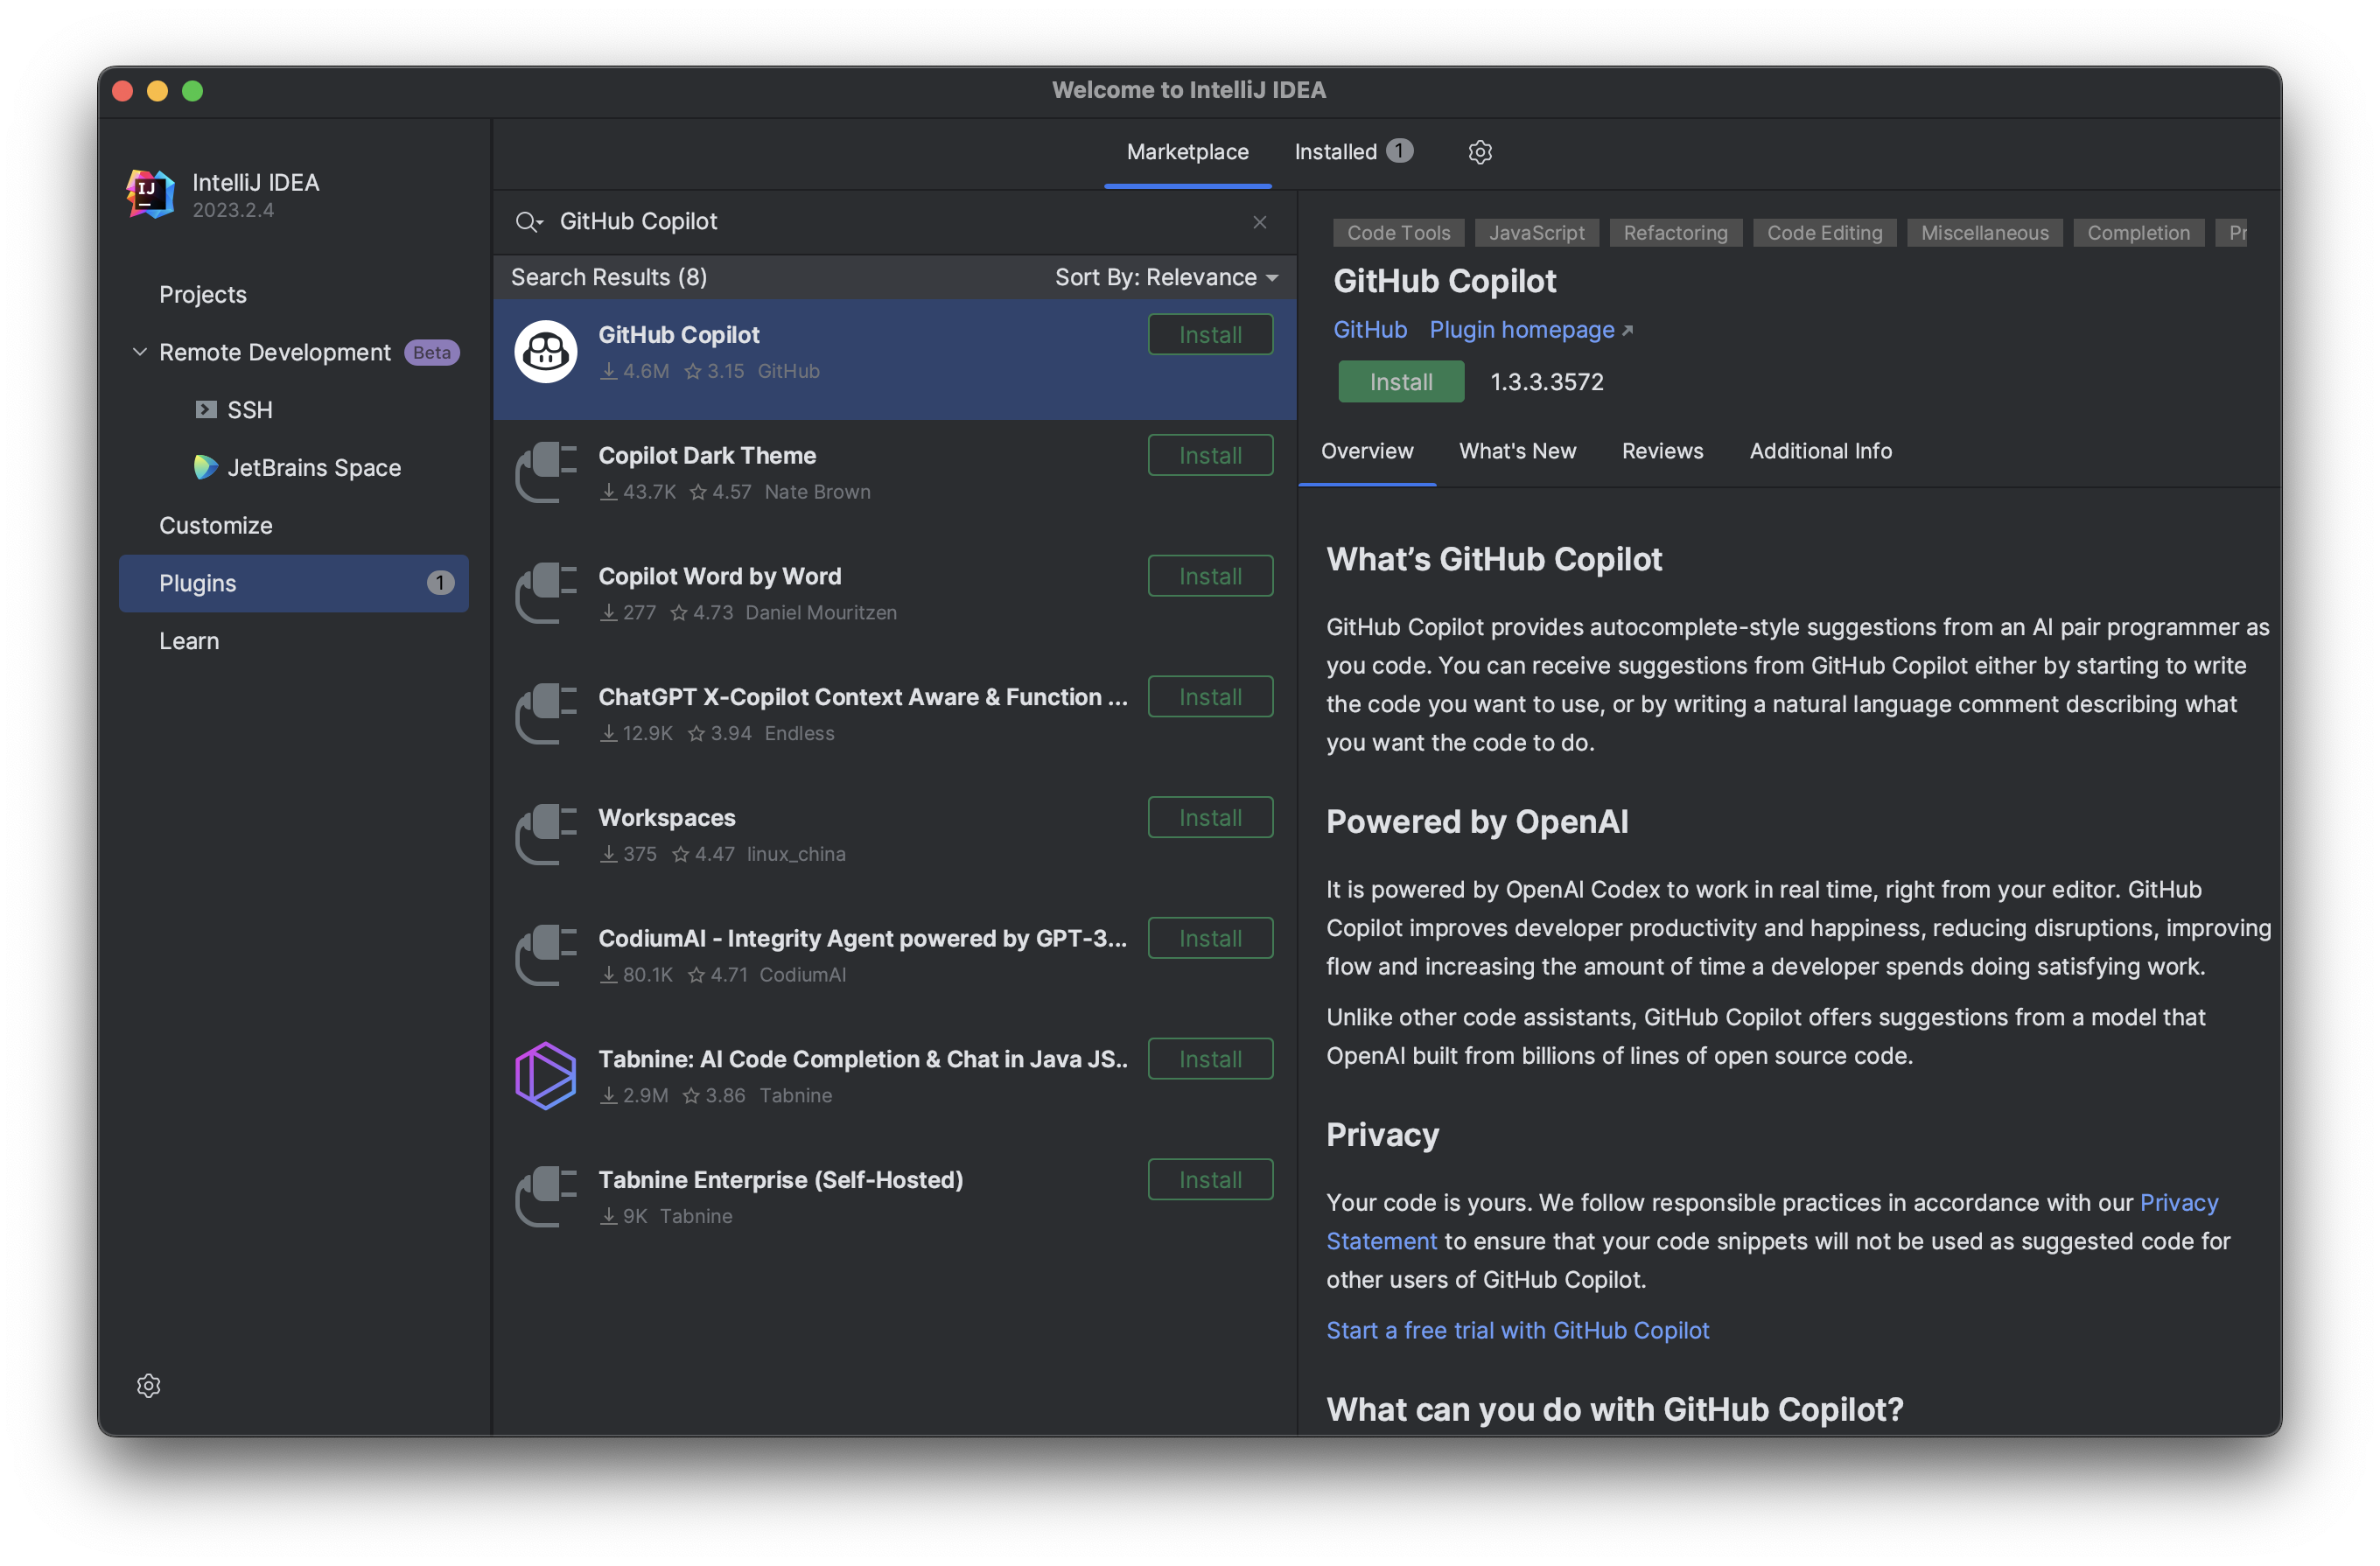 Welcome to IntelliJ IDEA
IJ
IntelliJ IDEA
2023.2.4
Projects
Remote Development Beta
SSH
JetBrains Space
Customize
Plugins 1
Learn
Marketplace Installed 1
GitHub Copilot
Search Results (8) Sort By: Relevance
GitHub Copilot Install
4.6M 3.15 GitHub
Copilot Dark Theme Install
43.7K 4.57 Nate Brown
Copilot Word by Word Install
277 4.73 Daniel Mouritzen
ChatGPT X-Copilot Context Aware & Function ... Install
12.9K 3.94 Endless
Workspaces Install
375 4.47 linux_china
CodiumAI - Integrity Agent powered by GPT-3... Install
80.1K 4.71 CodiumAI
Tabnine: AI Code Completion & Chat in Java JS.. Install
2.9M 3.86 Tabnine
Tabnine Enterprise (Self-Hosted) Install
9K Tabnine
Code Tools JavaScript Refactoring Code Editing Miscellaneous Completion Pr
GitHub Copilot
GitHub Plugin homepage
Install 1.3.3.3572
Overview What's New Reviews Additional Info
What’s GitHub Copilot
GitHub Copilot provides autocomplete-style suggestions from an AI pair programmer as
you code. You can receive suggestions from GitHub Copilot either by starting to write
the code you want to use, or by writing a natural language comment describing what
you want the code to do.
Powered by OpenAI
It is powered by OpenAI Codex to work in real time, right from your editor. GitHub
Copilot improves developer productivity and happiness, reducing disruptions, improving
flow and increasing the amount of time a developer spends doing satisfying work.
Unlike other code assistants, GitHub Copilot offers suggestions from a model that
OpenAI built from billions of lines of open source code.
Privacy
Your code is yours. We follow responsible practices in accordance with our Privacy
Statement to ensure that your code snippets will not be used as suggested code for
other users of GitHub Copilot.
Start a free trial with GitHub Copilot
What can you do with GitHub Copilot?